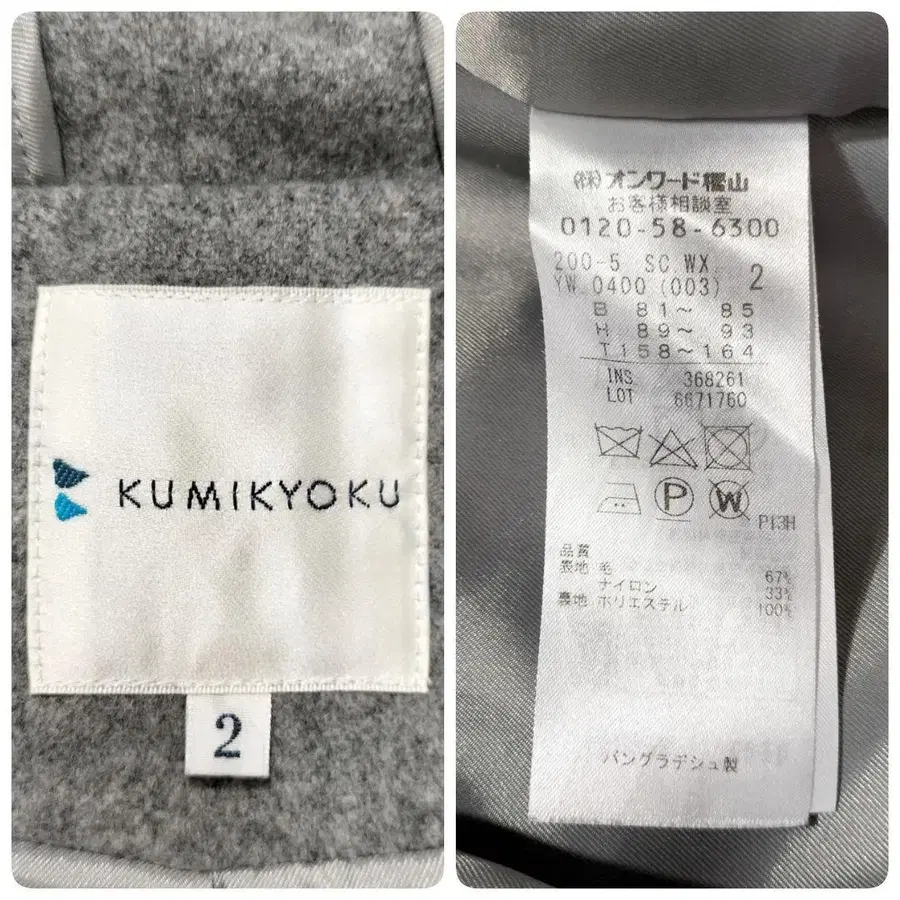 KUMIKYOKU
2
(株)オンワード樫山
お客様相談室
0120-58-6300
200-5 SC.WX
YW 0400 (003) 2
B 81~ 85
H 89~ 93
T158~164
INS 368261
LOT 6671760
P
W
P13H
品質
表地 毛 67%
ナイロン 33%
裏地 ポリエステル 100%
バングラデシュ製